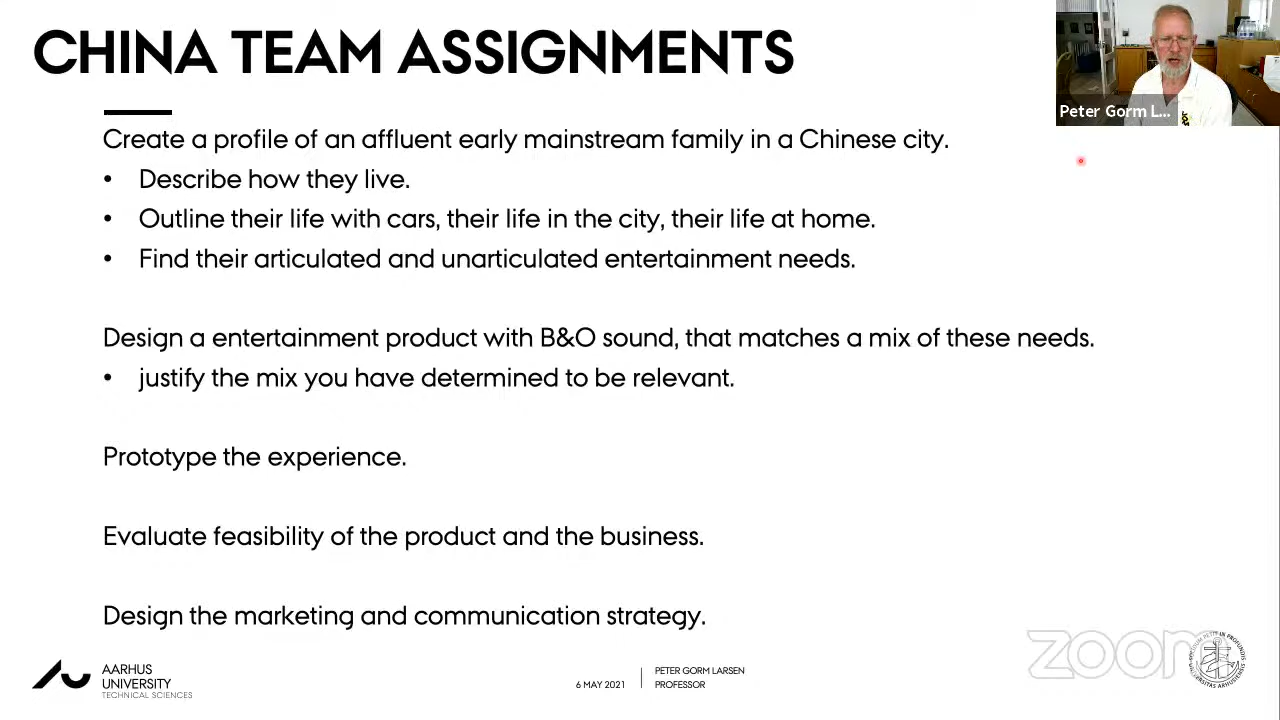 CHINA TEAM ASSIGNMENTS
Peter Gorm L...
Create a profile of an affluent early mainstream family in a Chinese city.
• Describe how they live.
• Outline their life with cars, their life in the city, their life at home.
• Find their articulated and unarticulated entertainment needs.
Design a entertainment product with B&O sound, that matches a mix of these needs.
• justify the mix you have determined to be relevant.
Prototype the experience.
Evaluate feasibility of the product and the business.
Design the marketing and communication strategy.
zoom
AARHUS
UNIVERSITY
TECHNICAL SCIENCES
6 MAY 2021
PETER GORM LARSEN
PROFESSOR